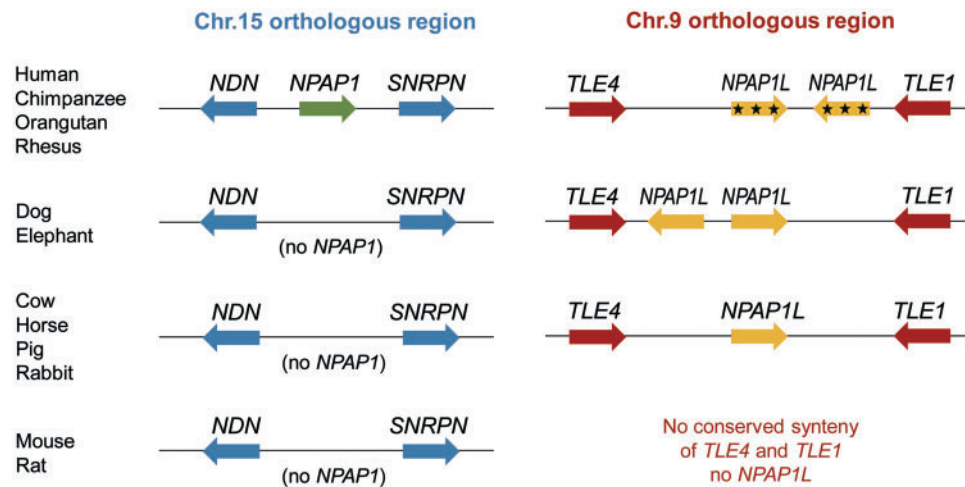 Chr.15 orthologous region
Chr.9 orthologous region
Human
Chimpanzee
Orangutan
Rhesus
NDN
NPAP1
SNRPN
TLE4
NPAP1L
NPAP1L
TLE1
Dog
Elephant
NDN
SNRPN
(no NPAP1)
TLE4
NPAP1L
NPAP1L
TLE1
Cow
Horse
Pig
Rabbit
NDN
SNRPN
(no NPAP1)
TLE4
NPAP1L
TLE1
Mouse
Rat
NDN
SNRPN
(no NPAP1)
No conserved synteny
of TLE4 and TLE1
no NPAP1L